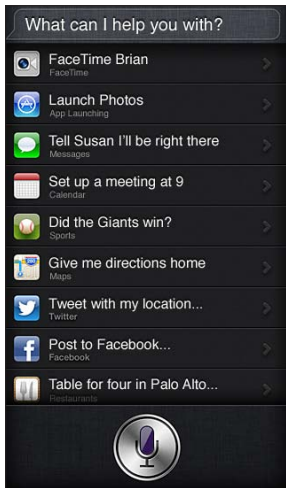 What can I help you with?
FaceTime Brian
FaceTime
Launch Photos
App Launching
Tell Susan I'll be right there
Messages
Set up a meeting at 9
Calendar
Did the Giants win?
Sports
Give me directions home
Maps
Tweet with my location...
Twitter
Post to Facebook...
Facebook
Table for four in Palo Alto...
Restaurants